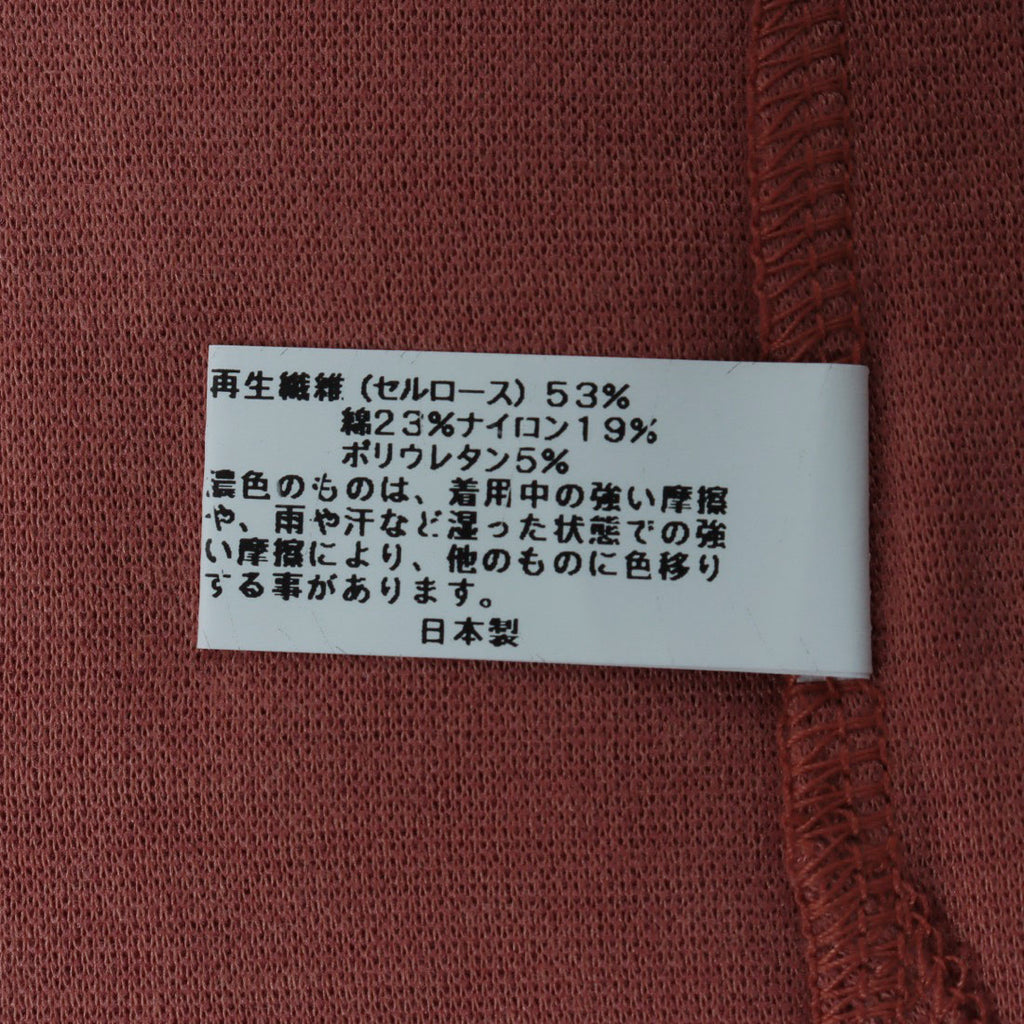 再生繊維（セルロース）５３％
綿２３％ナイロン１９％
ポリウレタン５％
濃色のものは、着用中の強い摩擦
や、雨や汗など湿った状態での強
い摩擦により、他のものに色移り
する事があります。
日本製